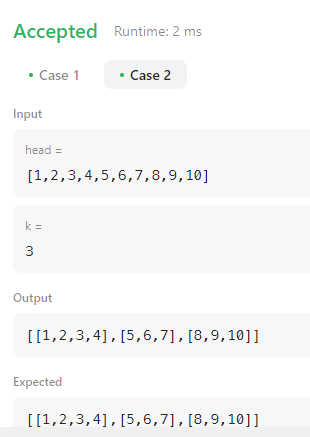 Accepted Runtime: 2 ms
• Case 1 • Case 2
Input
head =
[1,2,3,4,5,6,7,8,9,10]
k =
3
Output
[[1,2,3,4],[5,6,7],[8,9,10]]
Expected
[[1,2,3,4],[5,6,7],[8,9,10]]